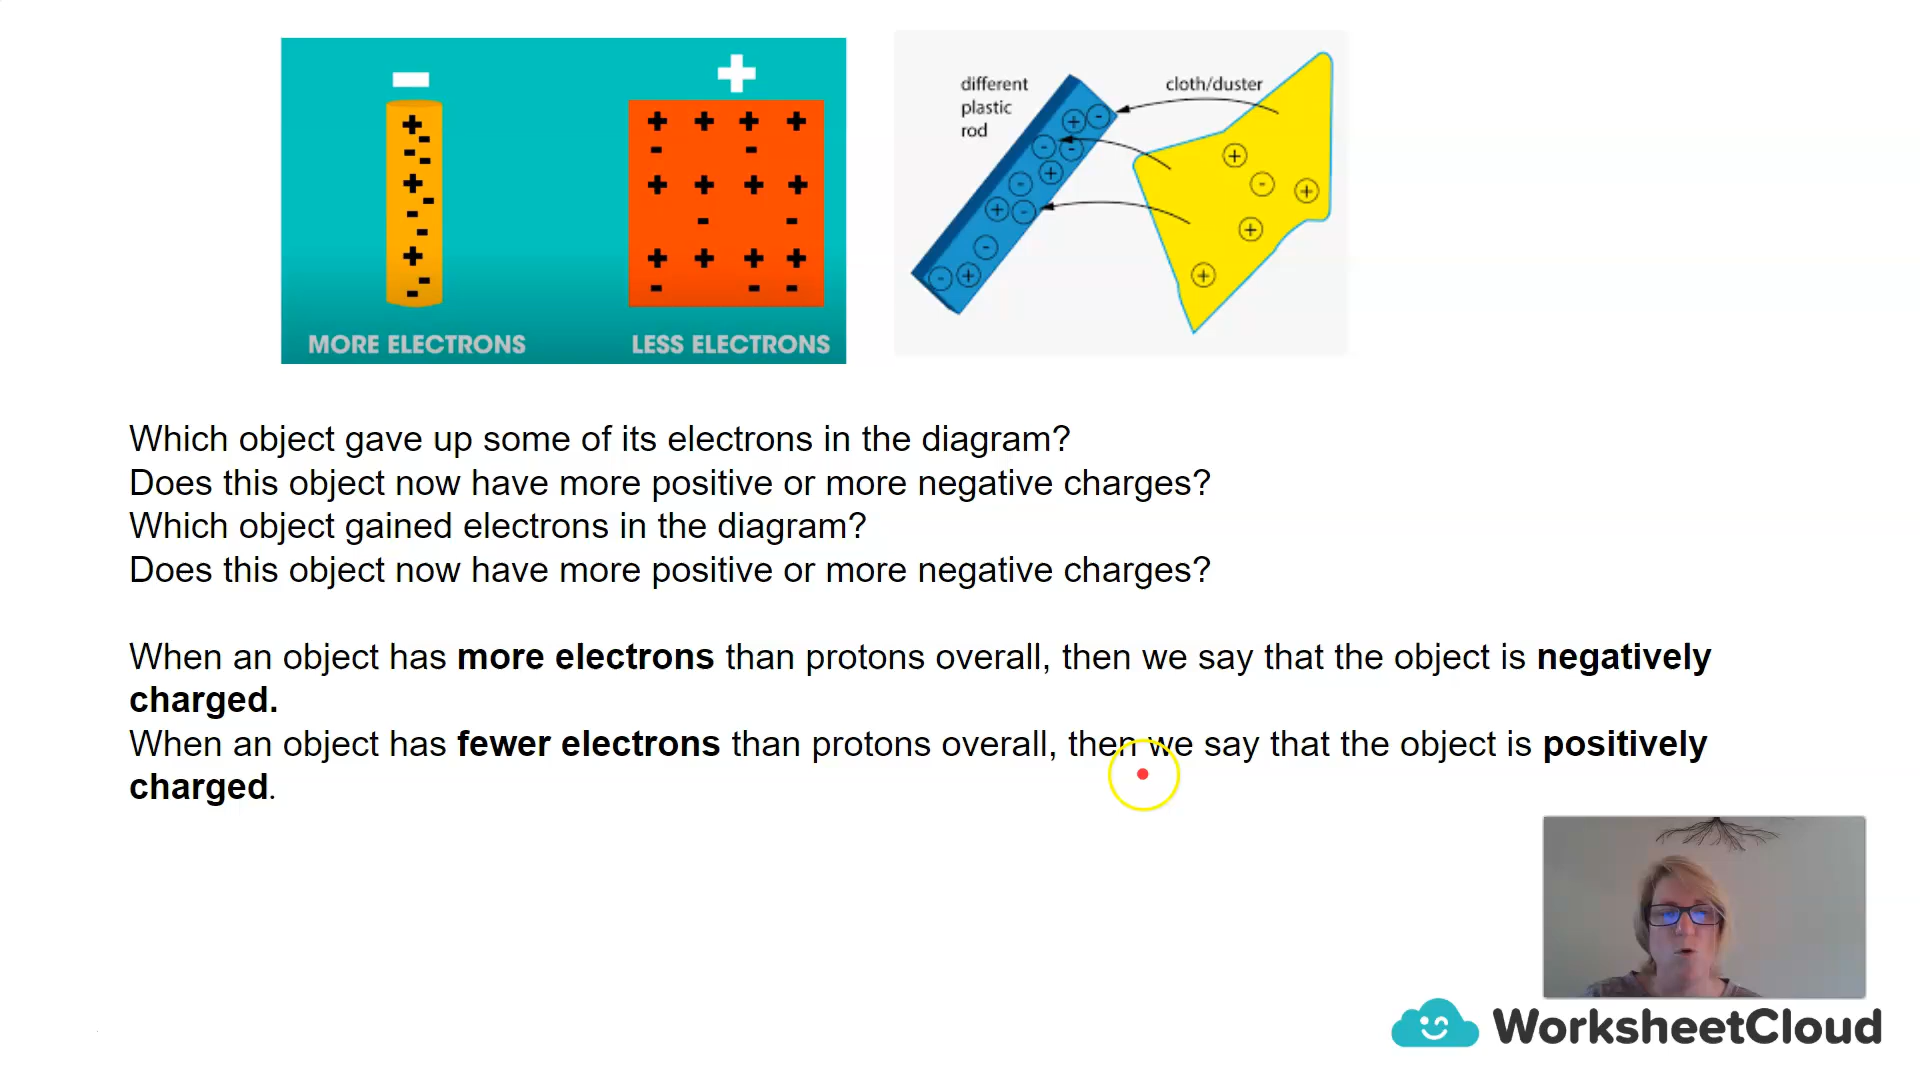 MORE ELECTRONS
LESS ELECTRONS
different
plastic
rod
cloth/duster
Which object gave up some of its electrons in the diagram?
Does this object now have more positive or more negative charges?
Which object gained electrons in the diagram?
Does this object now have more positive or more negative charges?
When an object has more electrons than protons overall, then we say that the object is negatively
charged.
When an object has fewer electrons than protons overall, then we say that the object is positively
charged.
WorksheetCloud